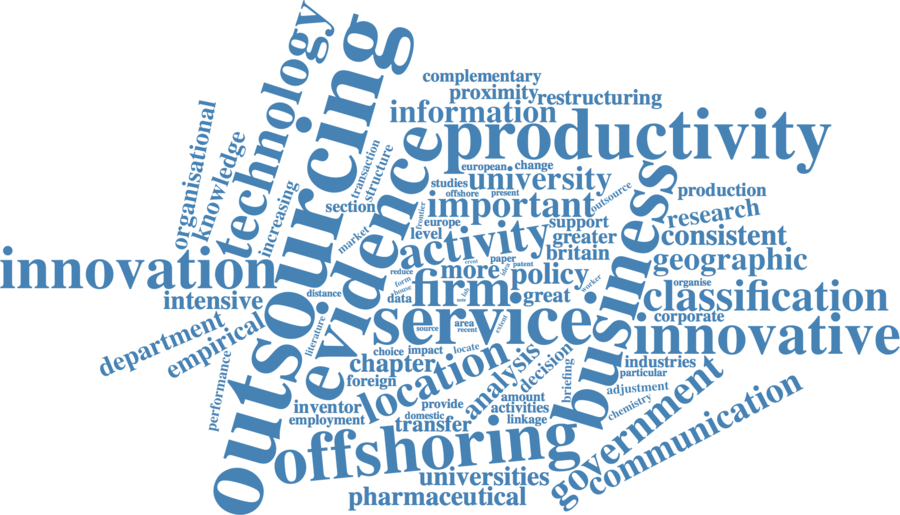 outsourcing
technology
evidence
organisational
knowledge
increasing
transaction
structure
complementary
proximity
restructuring
information
productivity
european
change
studies
university
offshore
present
outsource
production
section
frontier
important
research
market
europe
level
activity
support
greater
britain
consistent
geographic
innovation
intensive
distance
reduce
form
house
data
more
event
paper
idea
patent
policy
worker
firm
great
business
organise
classification
corporate
innovative
department
empirical
literature
service
source
area
recent
extent
choice
impact
locate
chapter
foreign
location
analysis
decision
briefing
industries
particular
adjustment
chemistry
performance
inventor
employment
provide
domestic
transfer
amount
activities
linkage
offshoring
government
communication
universities
pharmaceutical